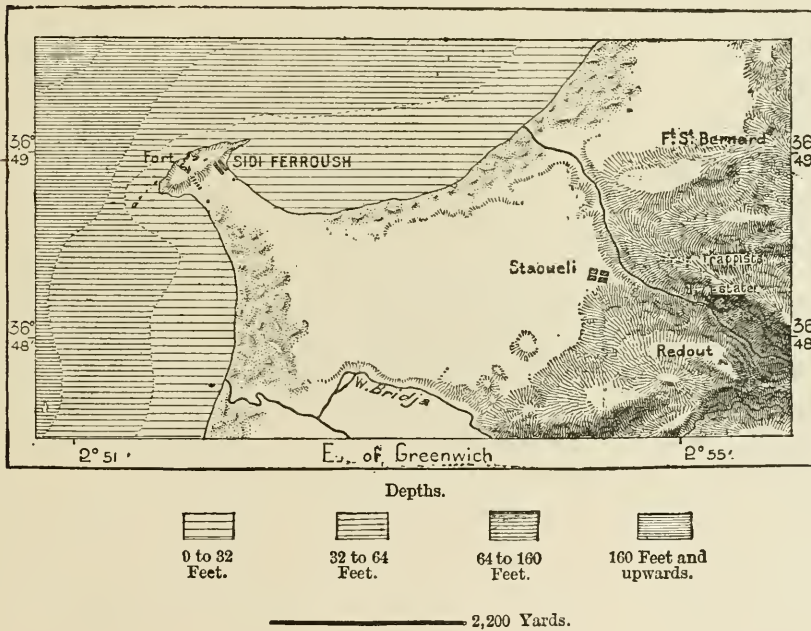 36°
49'
36°
49
Fort
SIDI FERROUSH
Ft. St. Bernard
Staoueli
Trappists
Estate
36°
48'
36
48'
Redout
W. Bridja
2°51'
E. of Greenwich
2°55'
Depths.
0 to 32
Feet.
32 to 64
Feet.
64 to 160
Feet.
160 Feet and
upwards.
2,200 Yards.